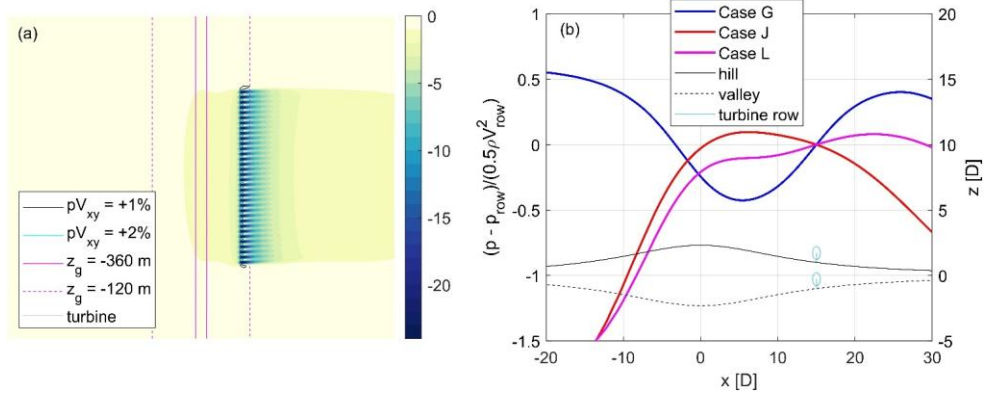 (a)
0
-5
-10
-15
-20
pV_xy = +1%
pV_xy = +2%
z_g = -360 m
z_g = -120 m
turbine
(b)
Case G
Case J
Case L
hill
valley
turbine row
(p - p_row)/(0.5ρV²_row)
1
0.5
0
-0.5
-1
-1.5
20
15
10
5
0
-5
z [D]
-20
-10
0
10
20
30
x [D]